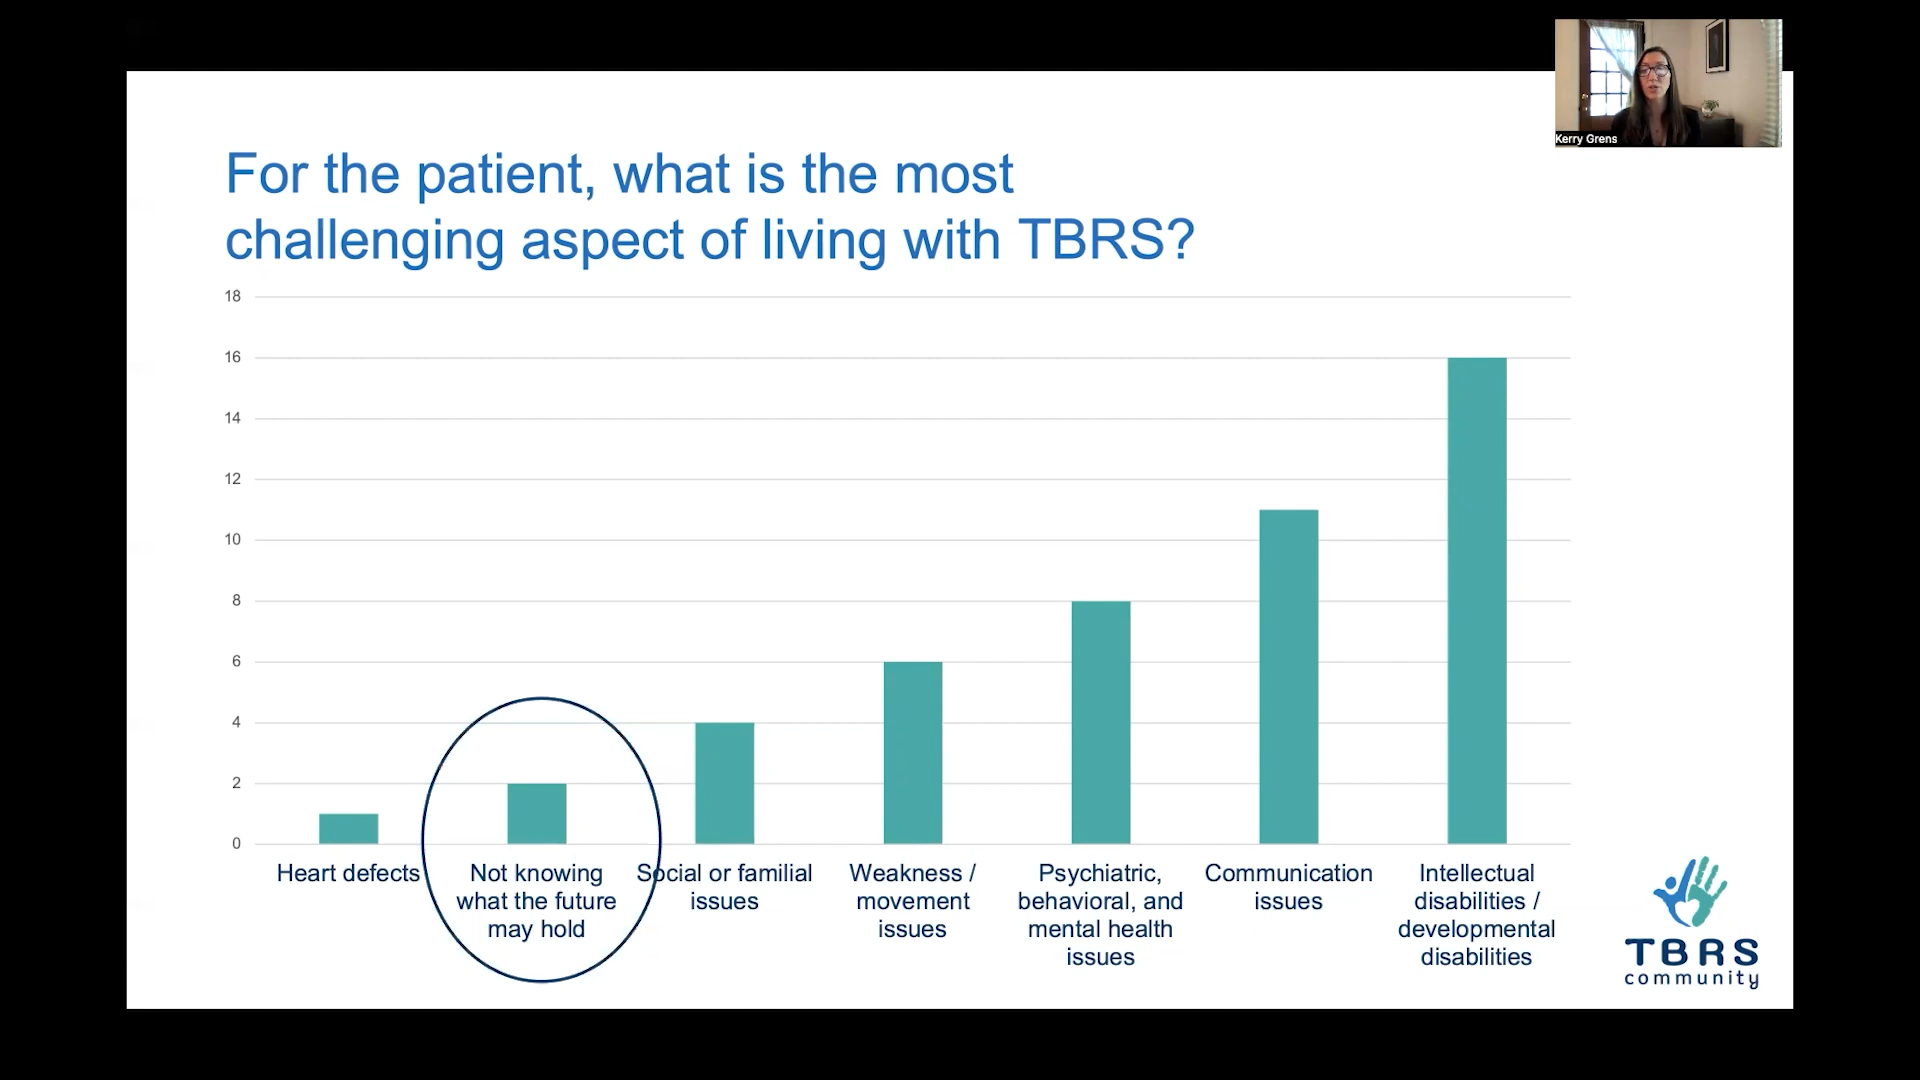 Kerry Grens
For the patient, what is the most
challenging aspect of living with TBRS?
18
16
14
12
10
8
6
4
2
0
Heart defects
Not knowing
what the future
may hold
Social or familial
issues
Weakness /
movement
issues
Psychiatric,
behavioral, and
mental health
issues
Communication
issues
Intellectual
disabilities /
developmental
disabilities
TBRS
community